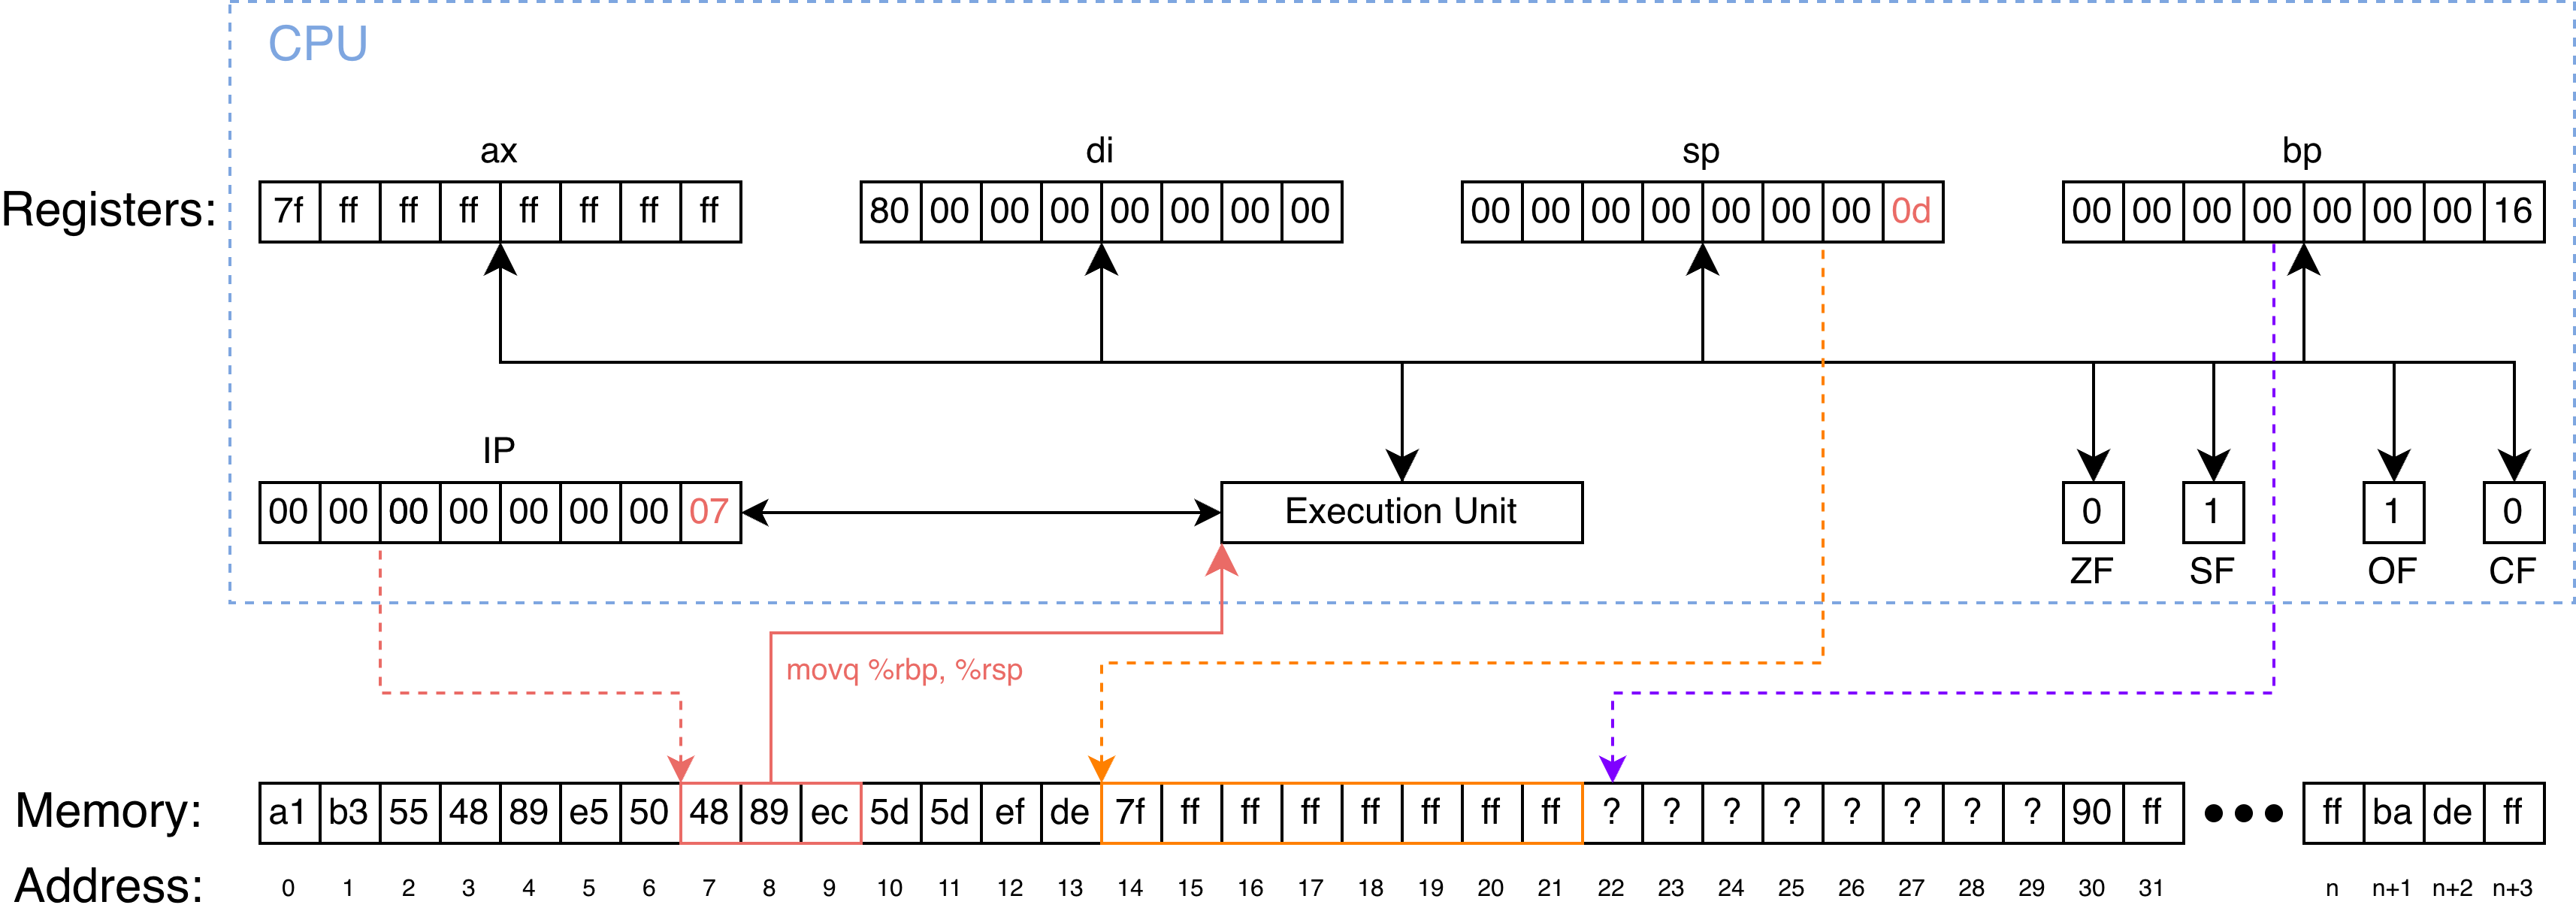 CPU
ax di sp bp
Registers: 7f ff ff ff ff ff ff ff 80 00 00 00 00 00 00 00 00 00 00 00 00 00 00 0d 00 00 00 00 00 00 00 16
IP
00 00 00 00 00 00 00 07 Execution Unit 0 1 1 0
ZF SF OF CF
movq %rbp, %rsp
Memory: a1 b3 55 48 89 e5 50 48 89 ec 5d 5d ef de 7f ff ff ff ff ff ff ff ? ? ? ? ? ? ? ? 90 ff ●●● ff ba de ff
Address: 0 1 2 3 4 5 6 7 8 9 10 11 12 13 14 15 16 17 18 19 20 21 22 23 24 25 26 27 28 29 30 31 n n+1 n+2 n+3